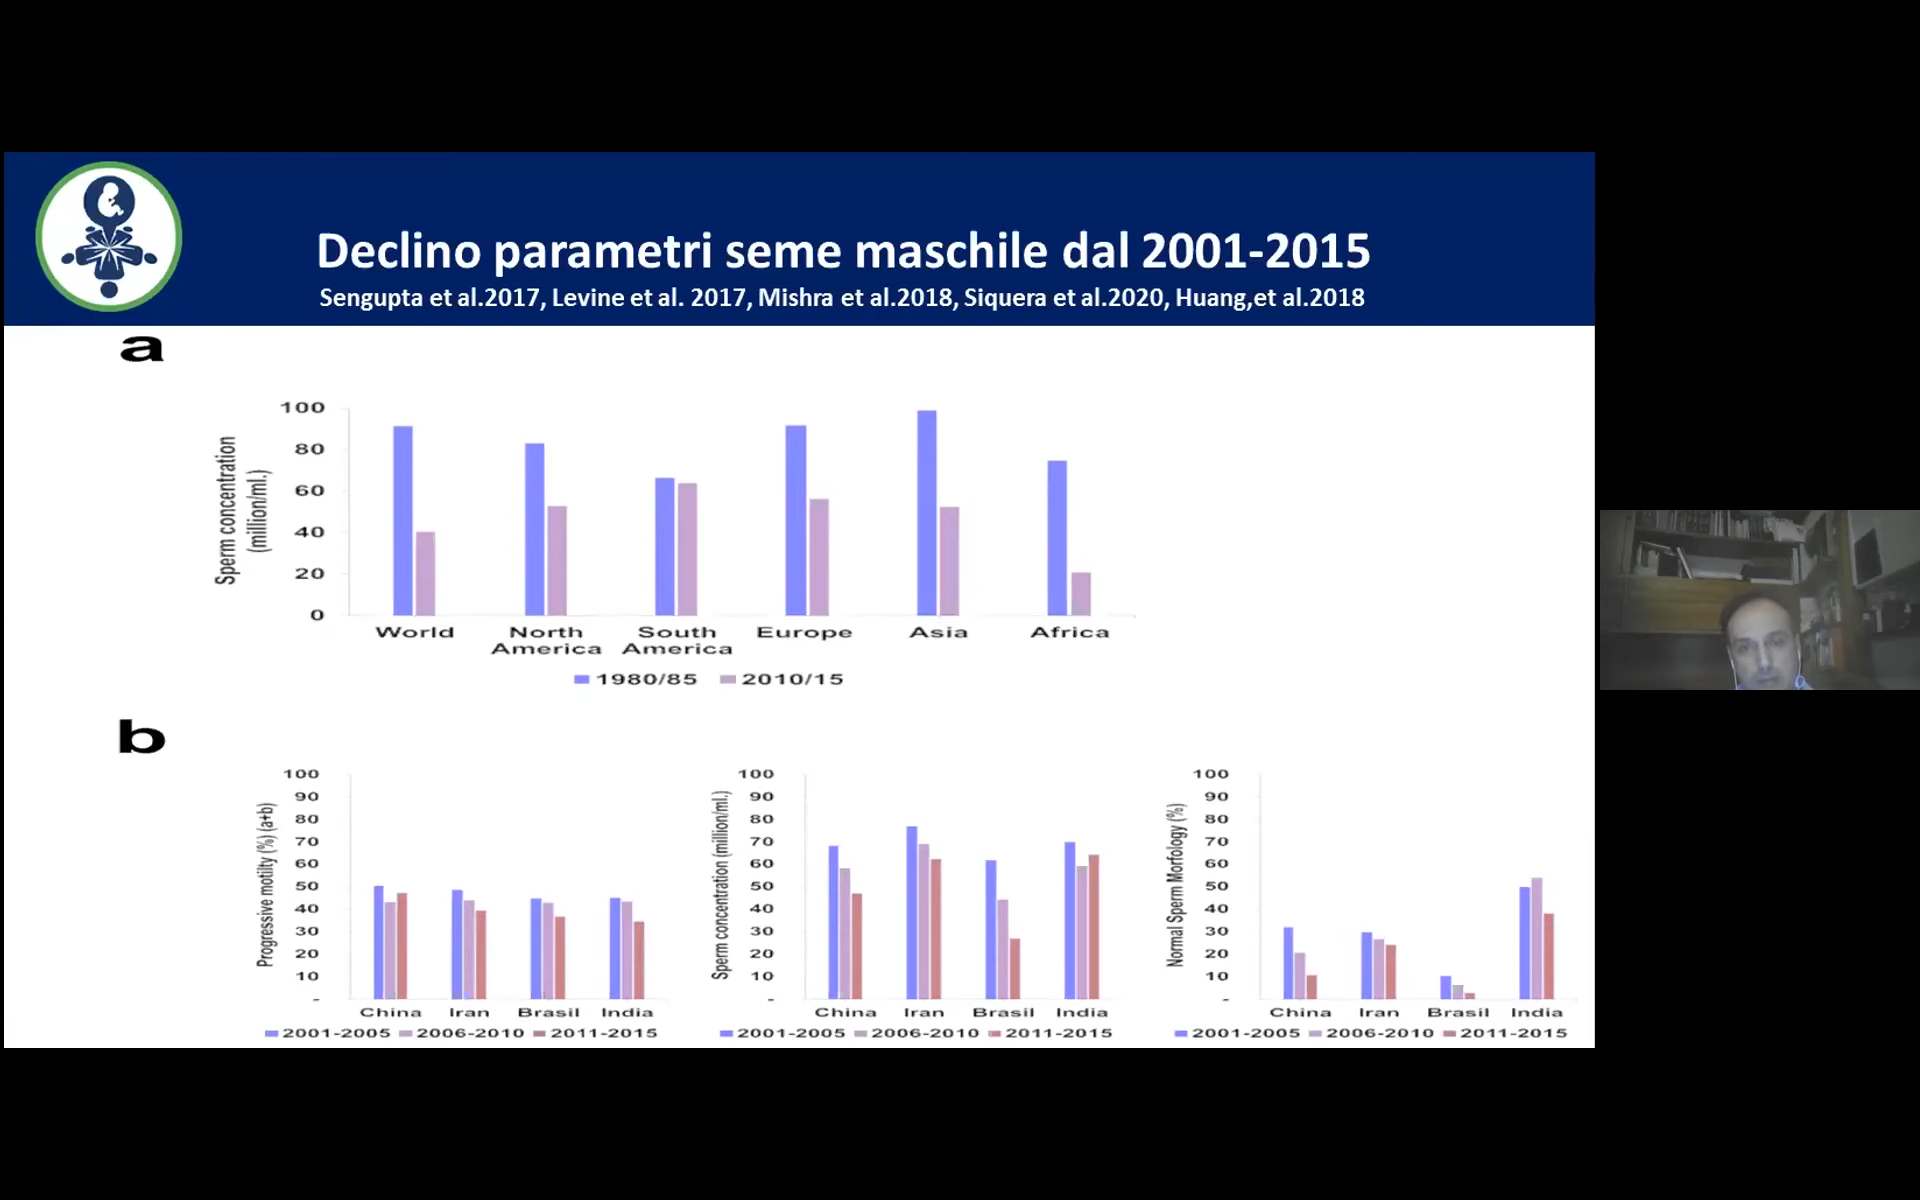 Declino parametri seme maschile dal 2001-2015
Sengupta et al.2017, Levine et al. 2017, Mishra et al.2018, Siquera et al.2020, Huang,et al.2018
a
Sperm concentration
(million/ml.)
100
80
60
40
20
0
World
North America
South America
Europe
Asia
Africa
1980/85
2010/15
b
Progressive motilty (%) (a+b)
100
90
80
70
60
50
40
30
20
10
-
China
Iran
Brasil
India
2001-2005
2006-2010
2011-2015
Sperm concentration (million/ml.)
100
90
80
70
60
50
40
30
20
10
-
China
Iran
Brasil
India
2001-2005
2006-2010
2011-2015
Normal Sperm Morfology (%)
100
90
80
70
60
50
40
30
20
10
-
China
Iran
Brasil
India
2001-2005
2006-2010
2011-2015